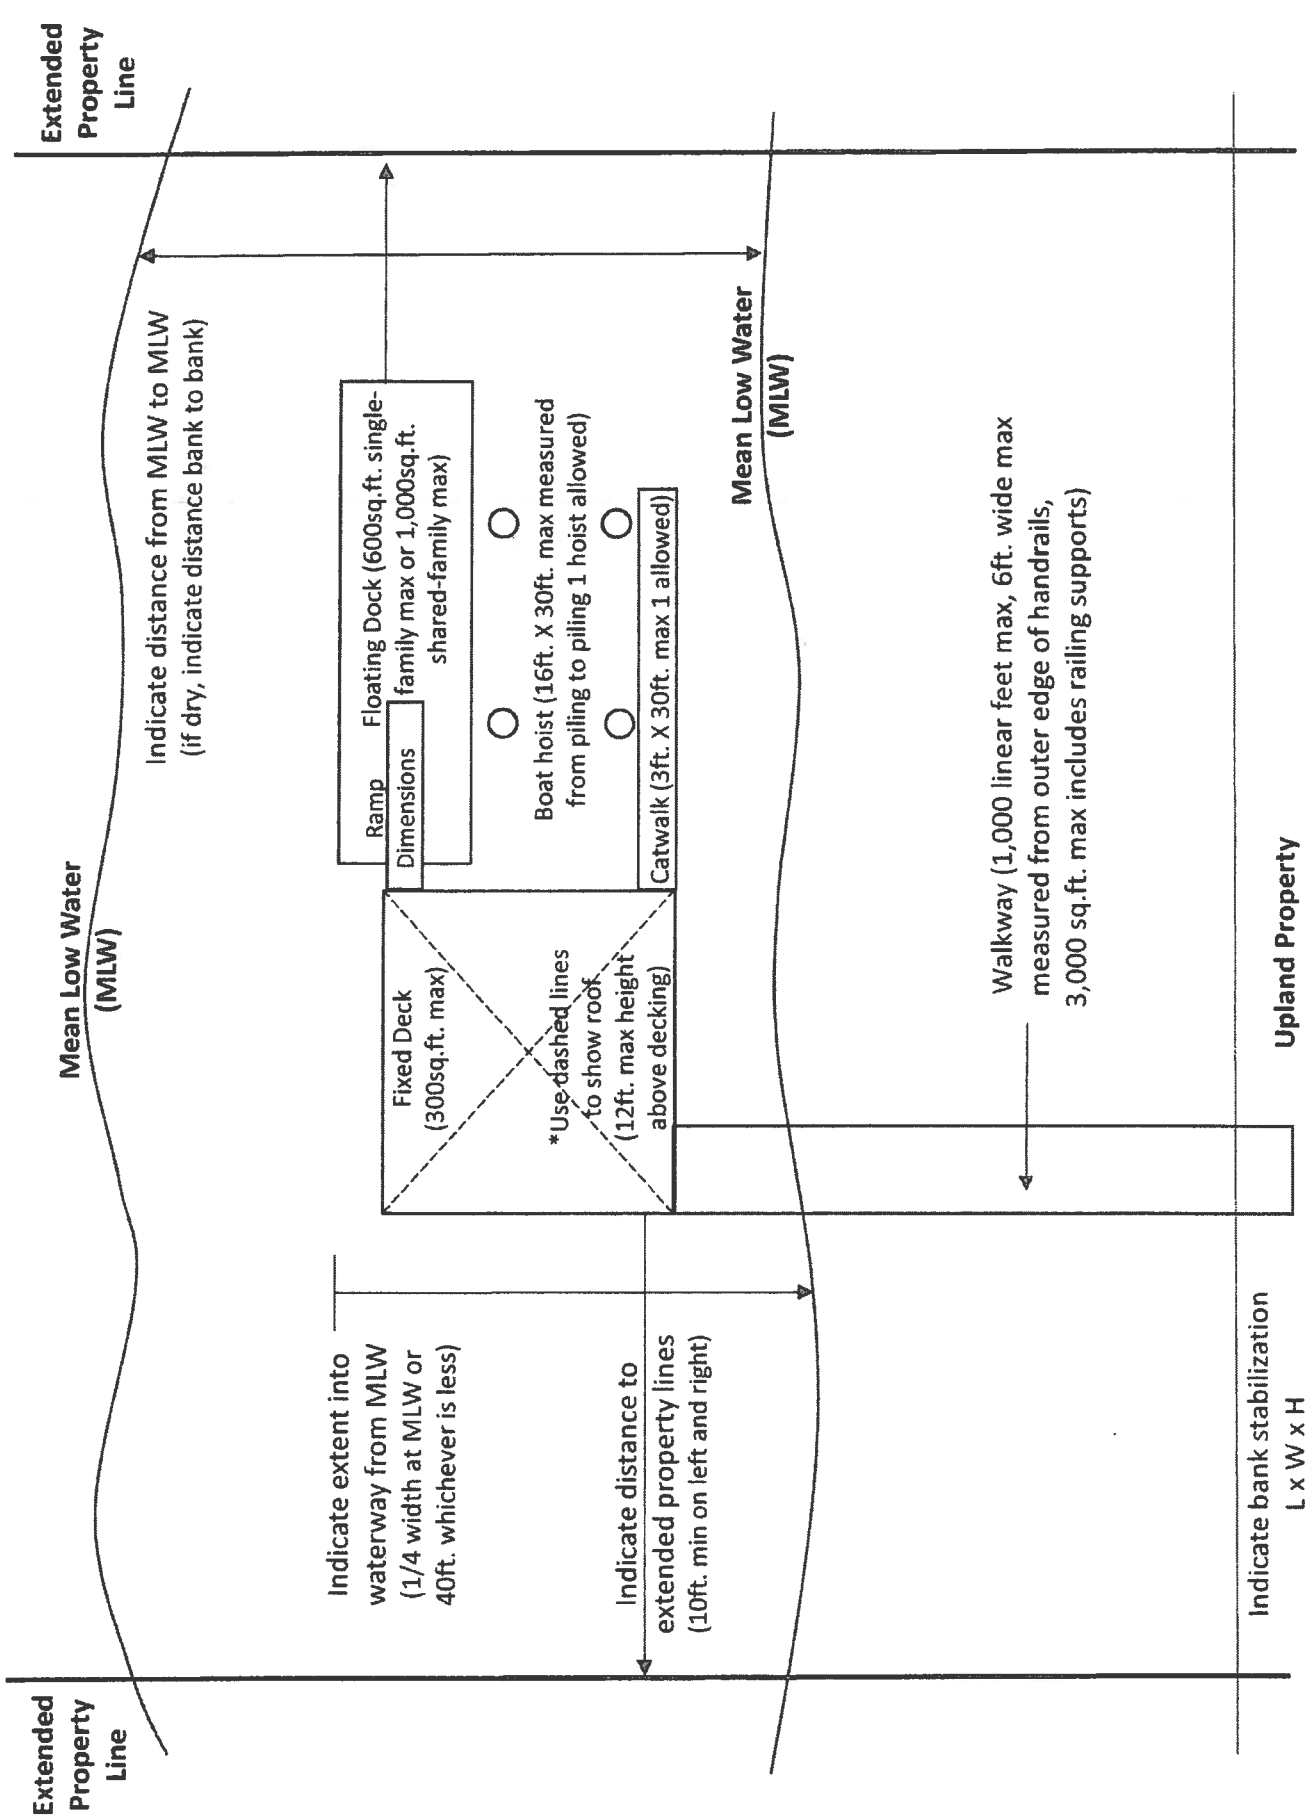 Extended
Property
Line
Mean Low Water
(MLW)
Extended
Property
Line
Indicate distance from MLW to MLW
(if dry, indicate distance bank to bank)
Indicate extent into
waterway from MLW
(1/4 width at MLW or
40ft. whichever is less)
Fixed Deck
(300sq.ft. max)
*Use dashed lines
to show roof
(12ft. max height
above decking)
Ramp
Dimensions
Floating Dock (600sq.ft. single-
family max or 1,000sq.ft.
shared-family max)
Boat hoist (16ft. X 30ft. max measured
from piling to piling 1 hoist allowed)
Catwalk (3ft. X 30ft. max 1 allowed)
Indicate distance to
extended property lines
(10ft. min on left and right)
Mean Low Water
(MLW)
Walkway (1,000 linear feet max, 6ft. wide max
measured from outer edge of handrails,
3,000 sq.ft. max includes railing supports)
Indicate bank stabilization
L x W x H
Upland Property